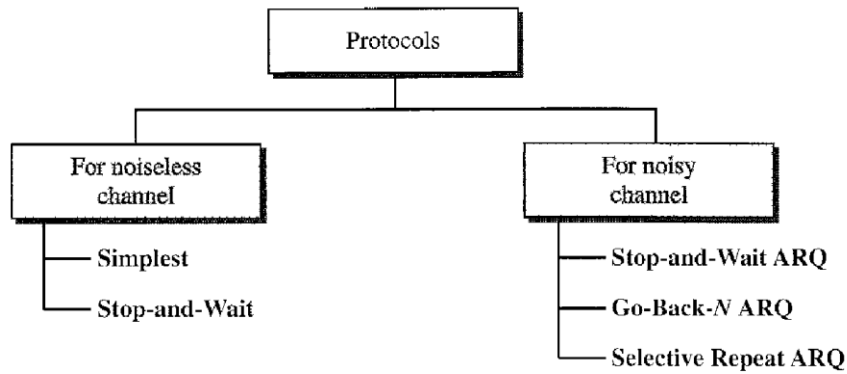 Protocols
For noiseless
channel
For noisy
channel
Simplest
Stop-and-Wait
Stop-and-Wait ARQ
Go-Back-N ARQ
Selective Repeat ARQ